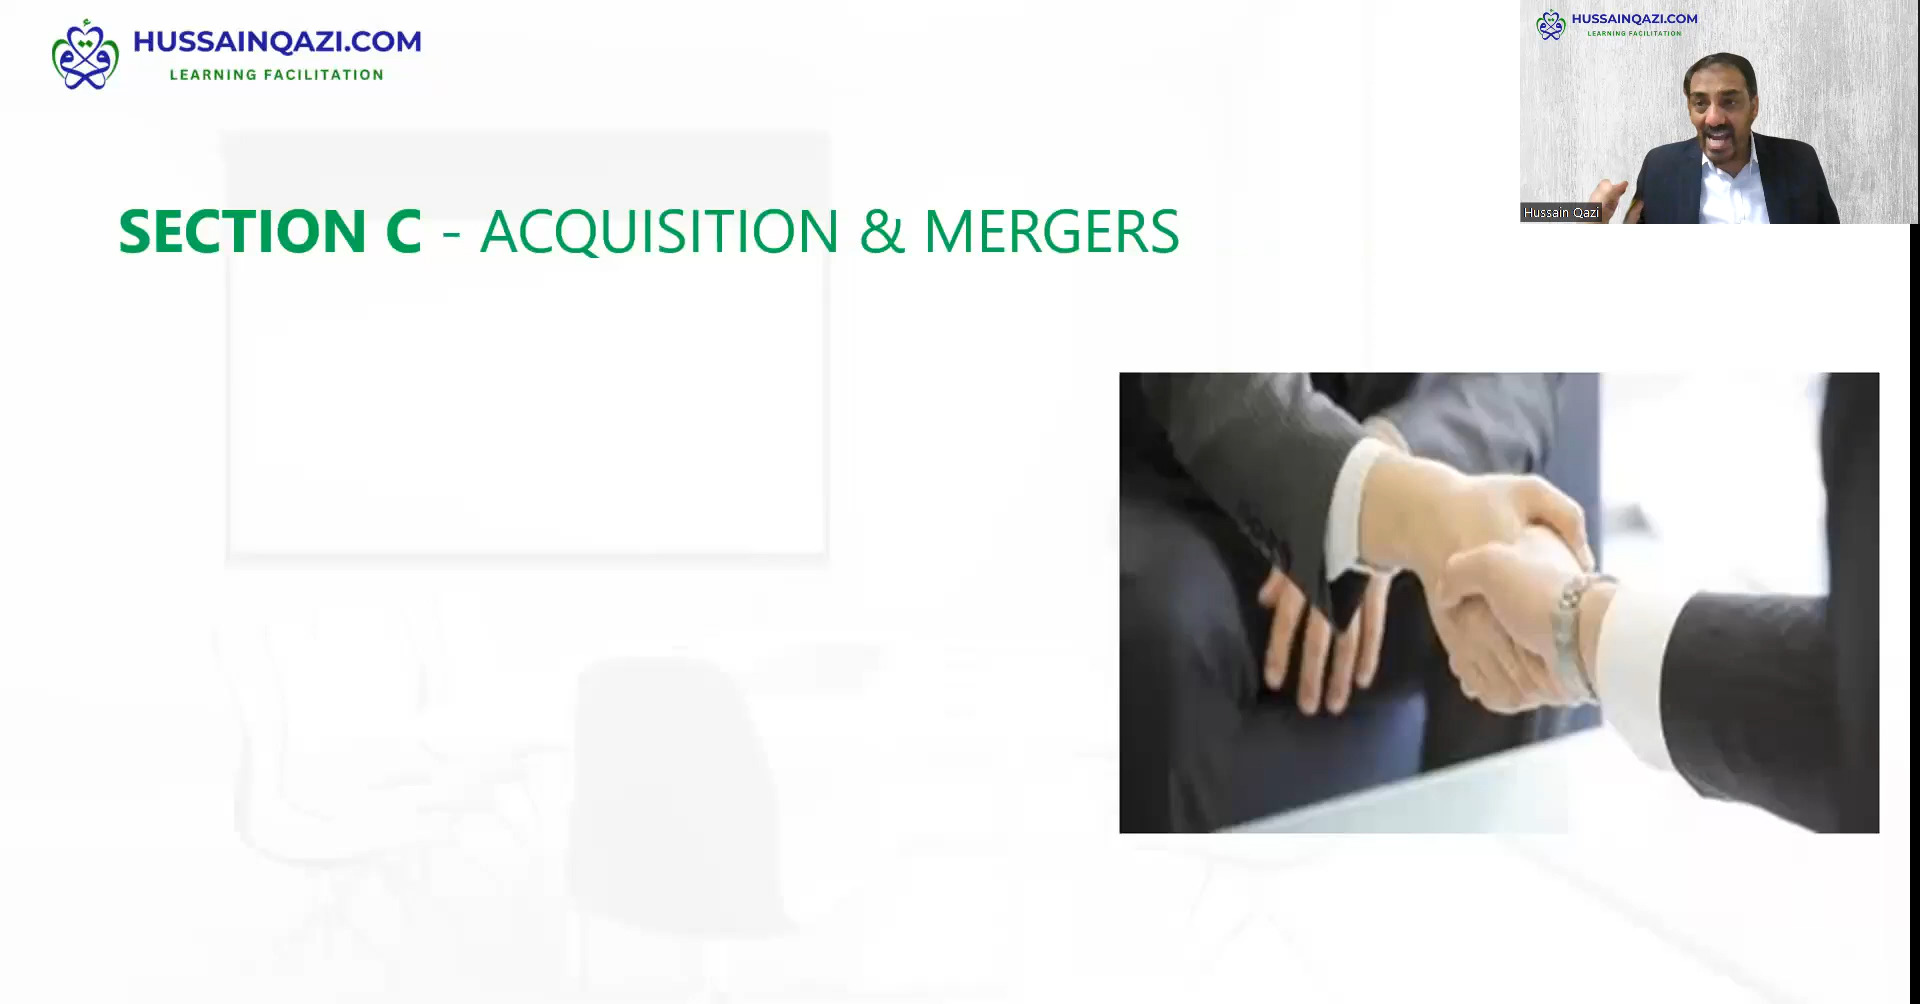 HUSSAINQAZI.COM
LEARNING FACILITATION
HUSSAINQAZI.COM
LEARNING FACILITATION
Hussain Qazi
SECTION C - ACQUISITION & MERGERS